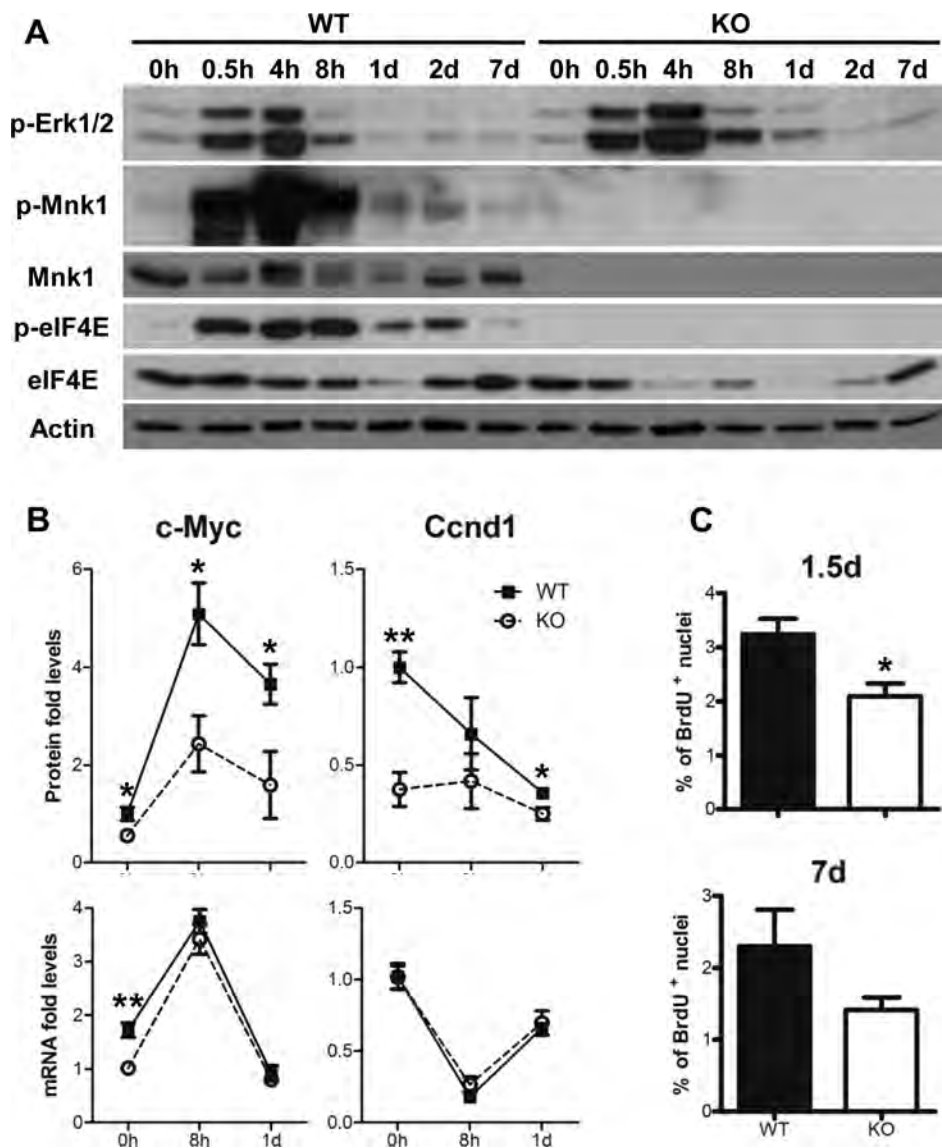 A
WT KO
0h 0.5h 4h 8h 1d 2d 7d 0h 0.5h 4h 8h 1d 2d 7d
p-Erk1/2
p-Mnk1
Mnk1
p-eIF4E
eIF4E
Actin
B
c-Myc
Protein fold levels
6
4
2
0
*
*
*
Ccnd1
1.5
1.0
0.5
0.0
WT
KO
**
*
mRNA fold levels
4
3
2
1
0
**
0h 8h 1d
1.5
1.0
0.5
0.0
0h 8h 1d
C
1.5d
% of BrdU + nuclei
4
3
2
1
0
*
7d
% of BrdU + nuclei
3
2
1
0
WT KO